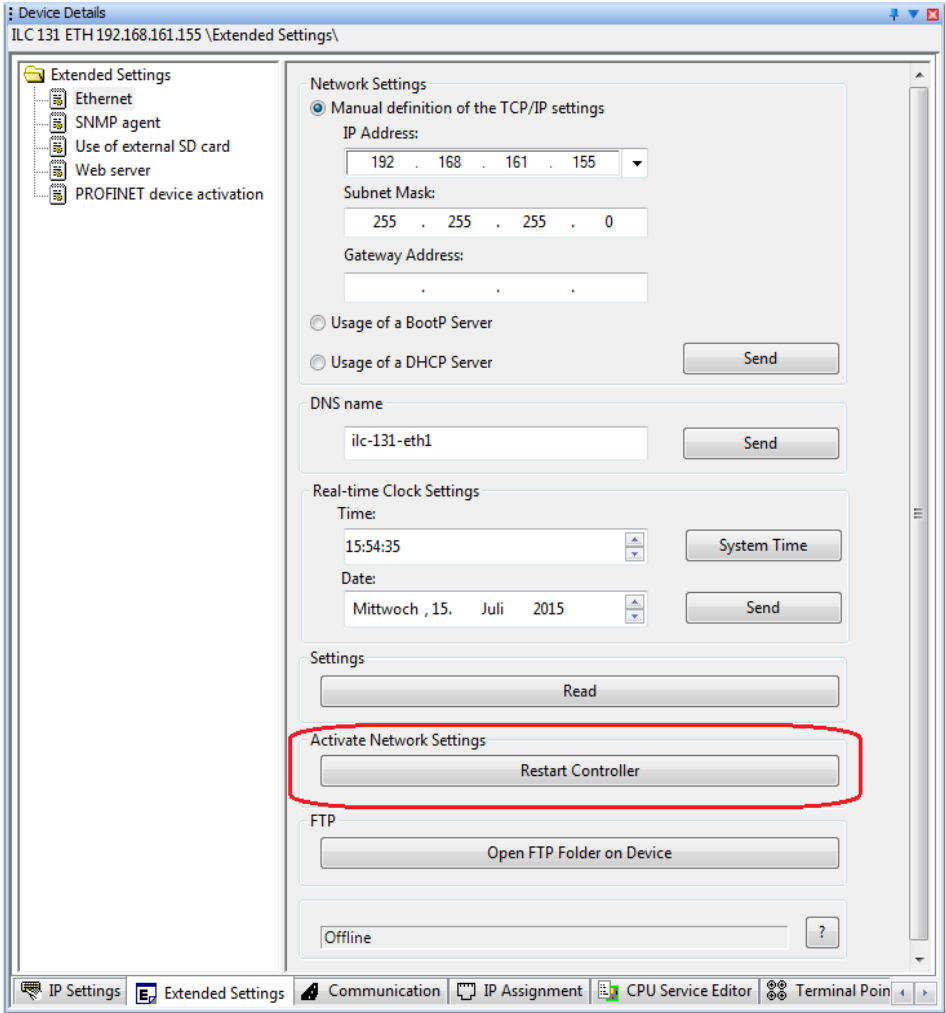 Device Details
ILC 131 ETH 192.168.161.155 \Extended Settings\
Extended Settings
Ethernet
SNMP agent
Use of external SD card
Web server
PROFINET device activation
Network Settings
Manual definition of the TCP/IP settings
IP Address:
192 . 168 . 161 . 155
Subnet Mask:
255 . 255 . 255 . 0
Gateway Address:
. . .
Usage of a BootP Server
Usage of a DHCP Server
Send
DNS name
ilc-131-eth1
Send
Real-time Clock Settings
Time:
15:54:35
System Time
Date:
Mittwoch , 15. Juli 2015
Send
Settings
Read
Activate Network Settings
Restart Controller
FTP
Open FTP Folder on Device
Offline
?
IP Settings
Extended Settings
Communication
IP Assignment
CPU Service Editor
Terminal Poin